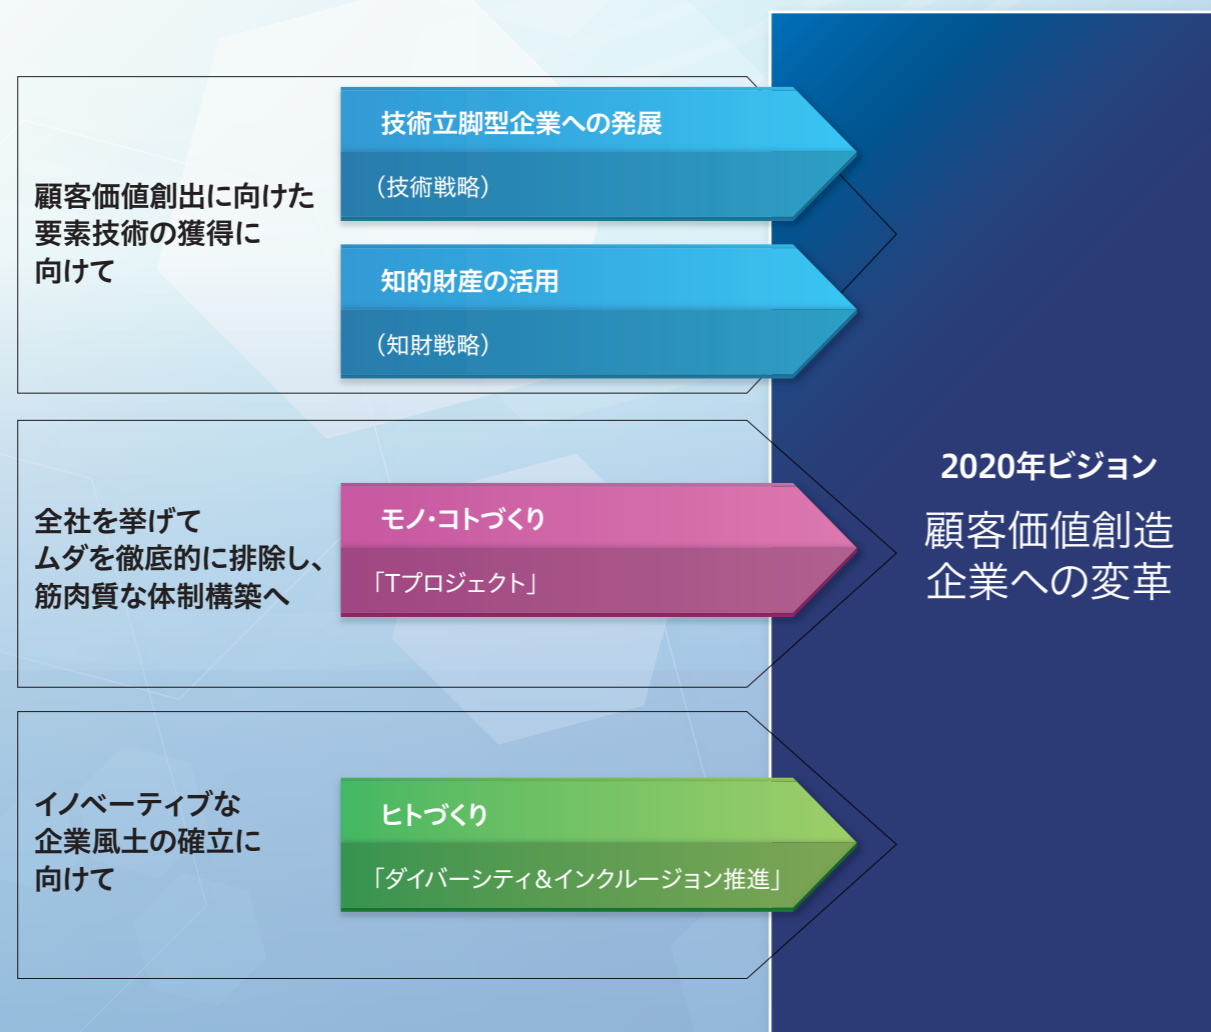 顧客価値創出に向けた
要素技術の獲得に
向けて
技術立脚型企業への発展
（技術戦略）
知的財産の活用
（知財戦略）
全社を挙げて
ムダを徹底的に排除し、
筋肉質な体制構築へ
モノ・コトづくり
「Tプロジェクト」
イノベーティブな
企業風土の確立に
向けて
ヒトづくり
「ダイバーシティ&インクルージョン推進」
2020年ビジョン
顧客価値創造
企業への変革